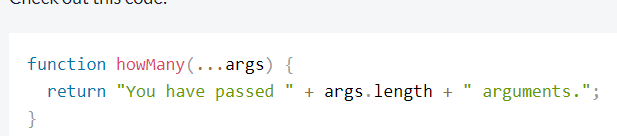 Check out this code:
function howMany(...args) {
  return "You have passed " + args.length + " arguments.";
}